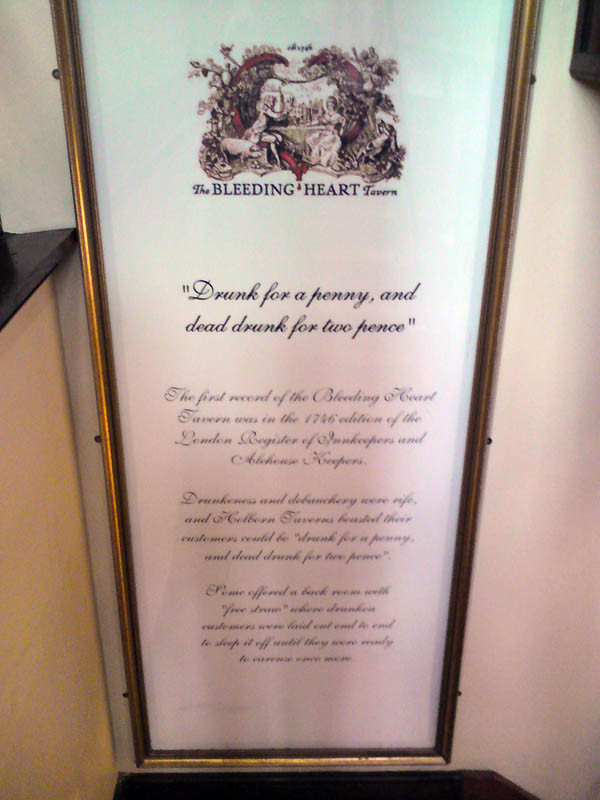 est 1746
The BLEEDING HEART Tavern
"Drunk for a penny, and
dead drunk for two pence"
The first record of the Bleeding Heart
Tavern was in the 1746 edition of the
London Register of Innkeepers and
Alehouse Keepers.
Drunkeness and debauchery were rife,
and Holborn Taverns boasted their
customers could be "drunk for a penny,
and dead drunk for two pence".
Some offered a back room with
"free straw" where drunken
customers were laid out end to end
to sleep it off until they were ready
to carouse once more.